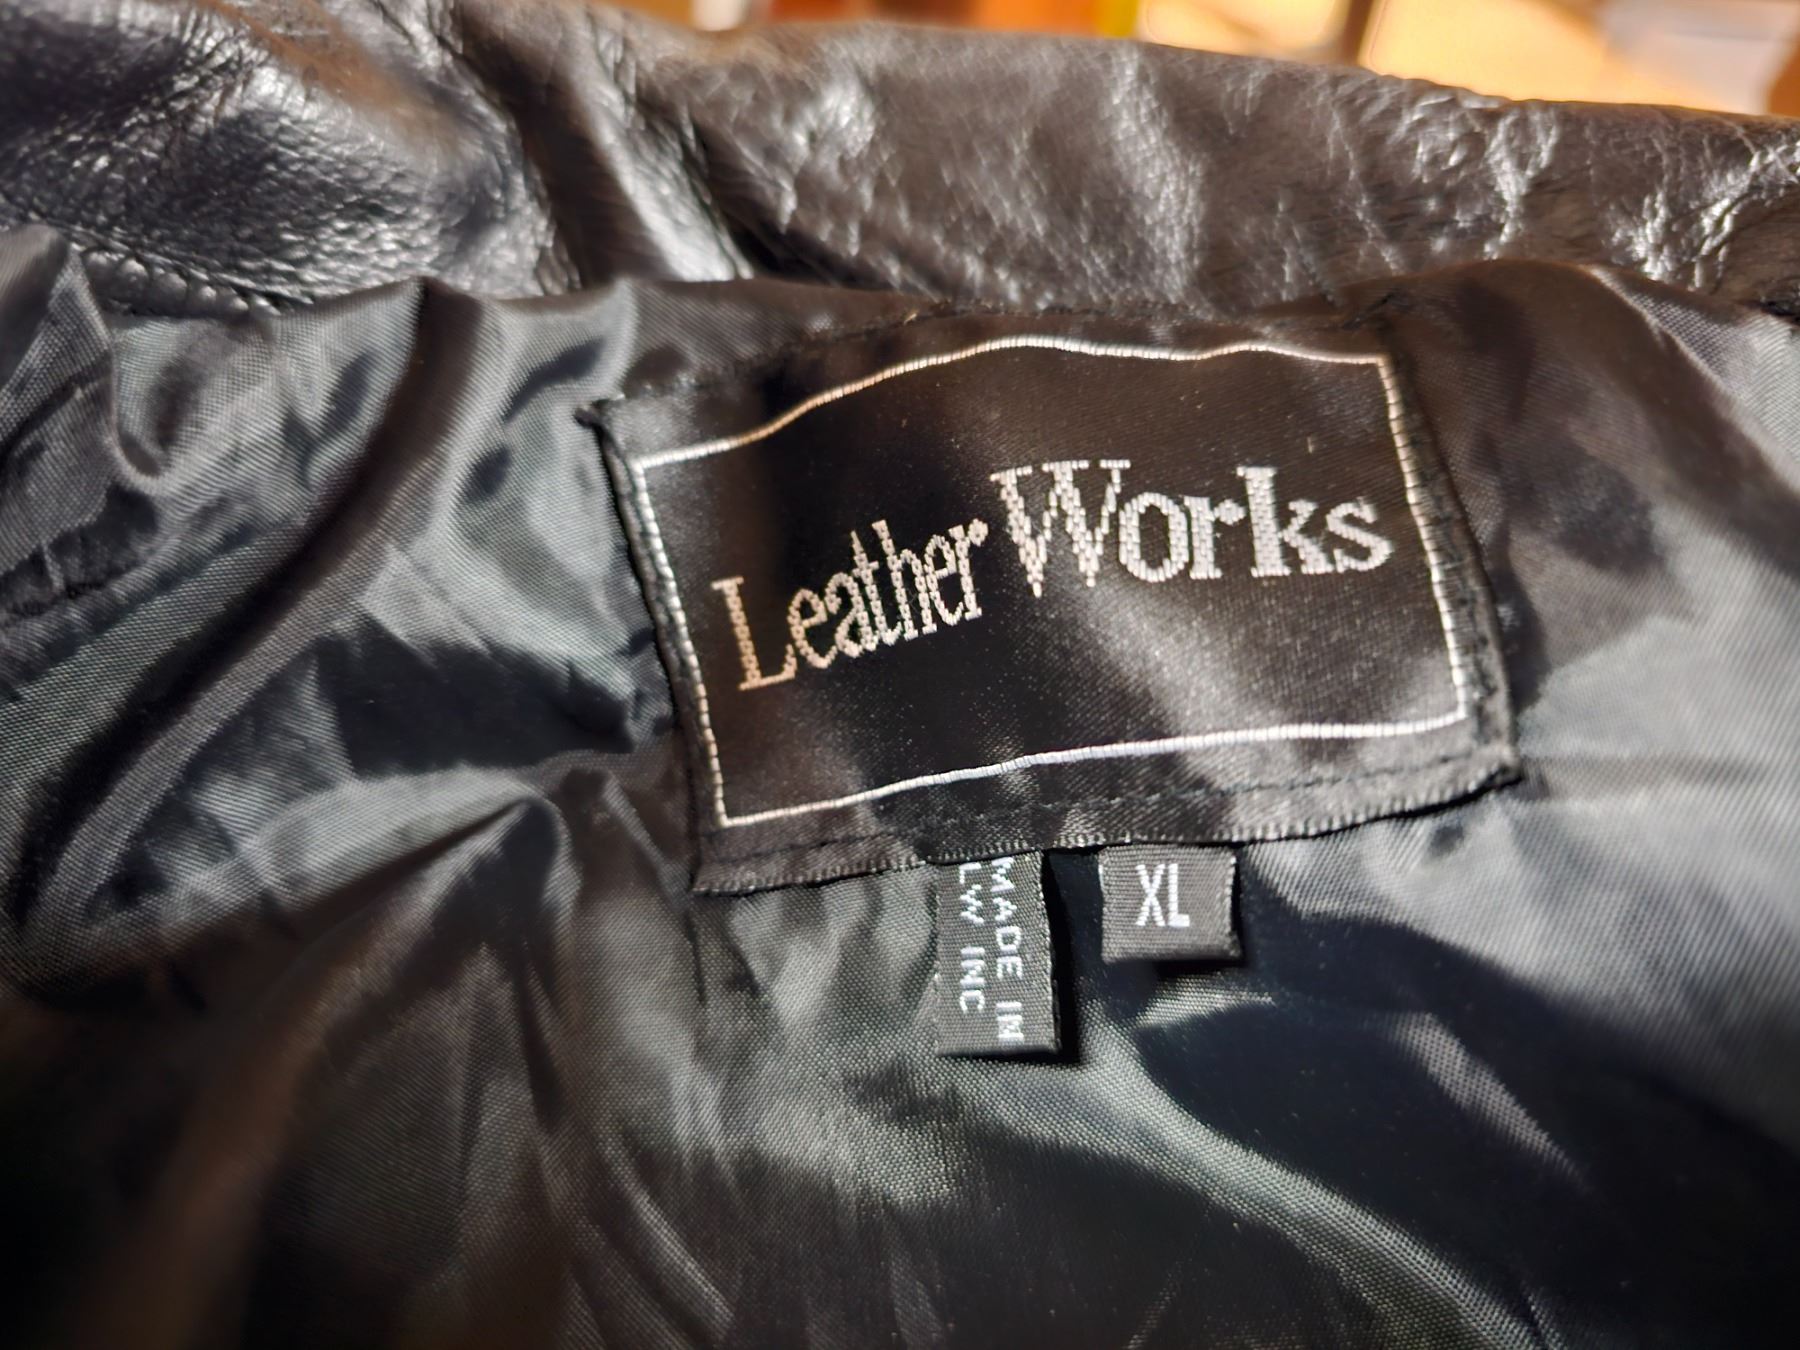 Leather Works
XL
MADE IN
LW INC